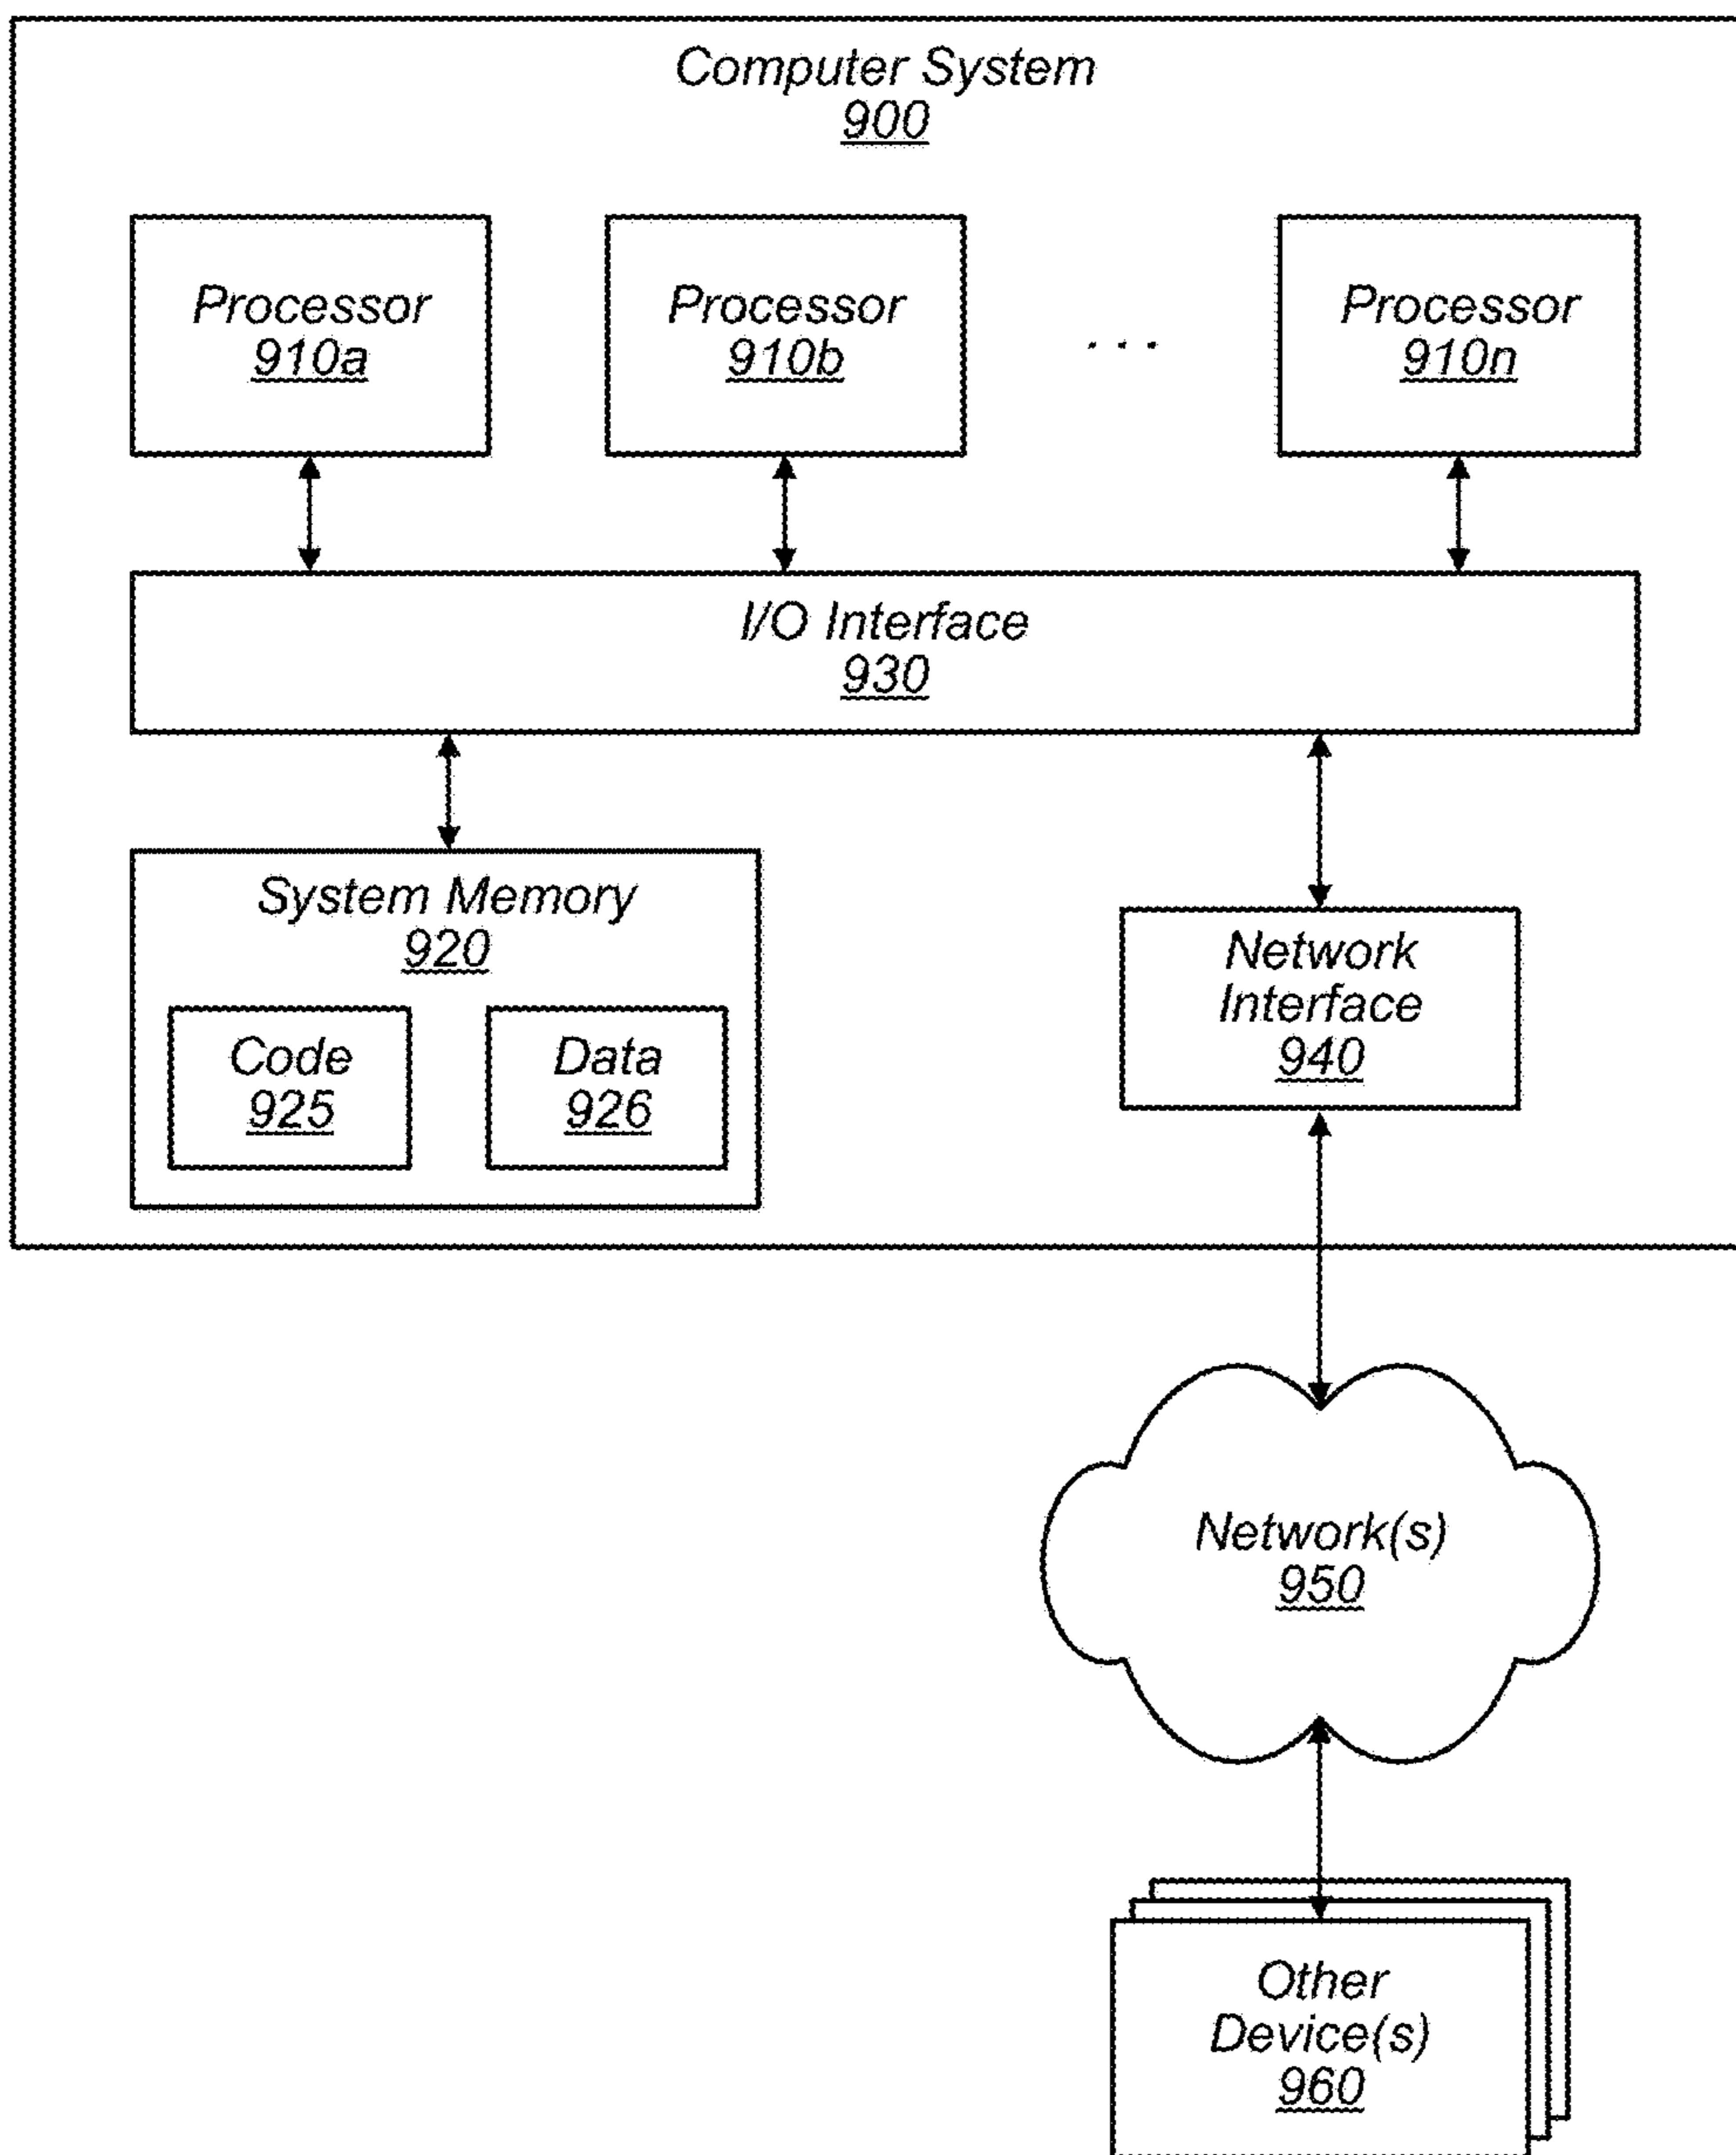 Computer System
900
Processor
910a
Processor
910b
. . .
Processor
910n
I/O Interface
930
System Memory
920
Code
925
Data
926
Network
Interface
940
Network(s)
950
Other
Device(s)
960